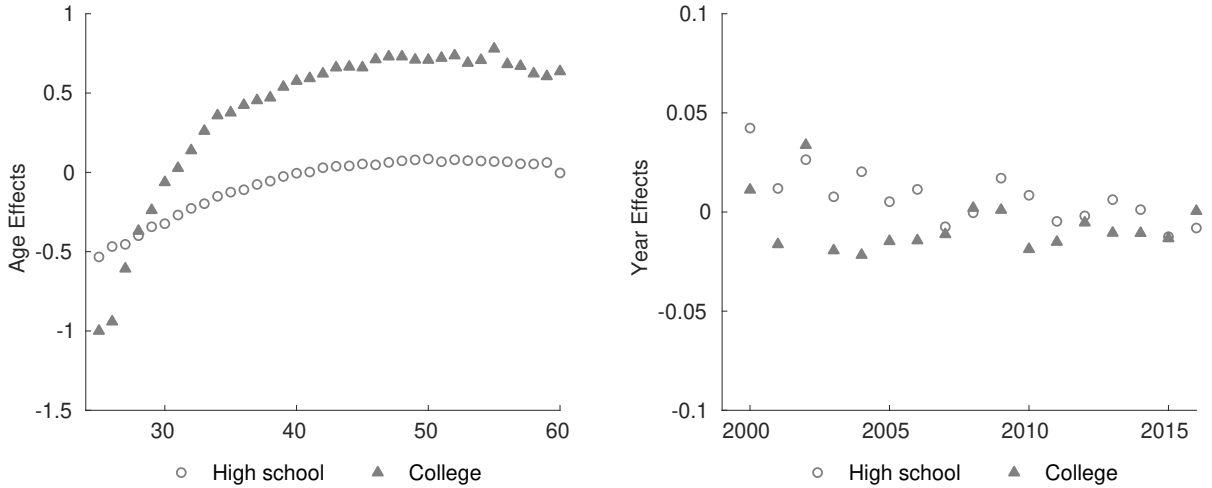 Age Effects
1
0.5
0
-0.5
-1
-1.5
30 40 50 60
High school College
Year Effects
0.1
0.05
0
-0.05
-0.1
2000 2005 2010 2015
High school College